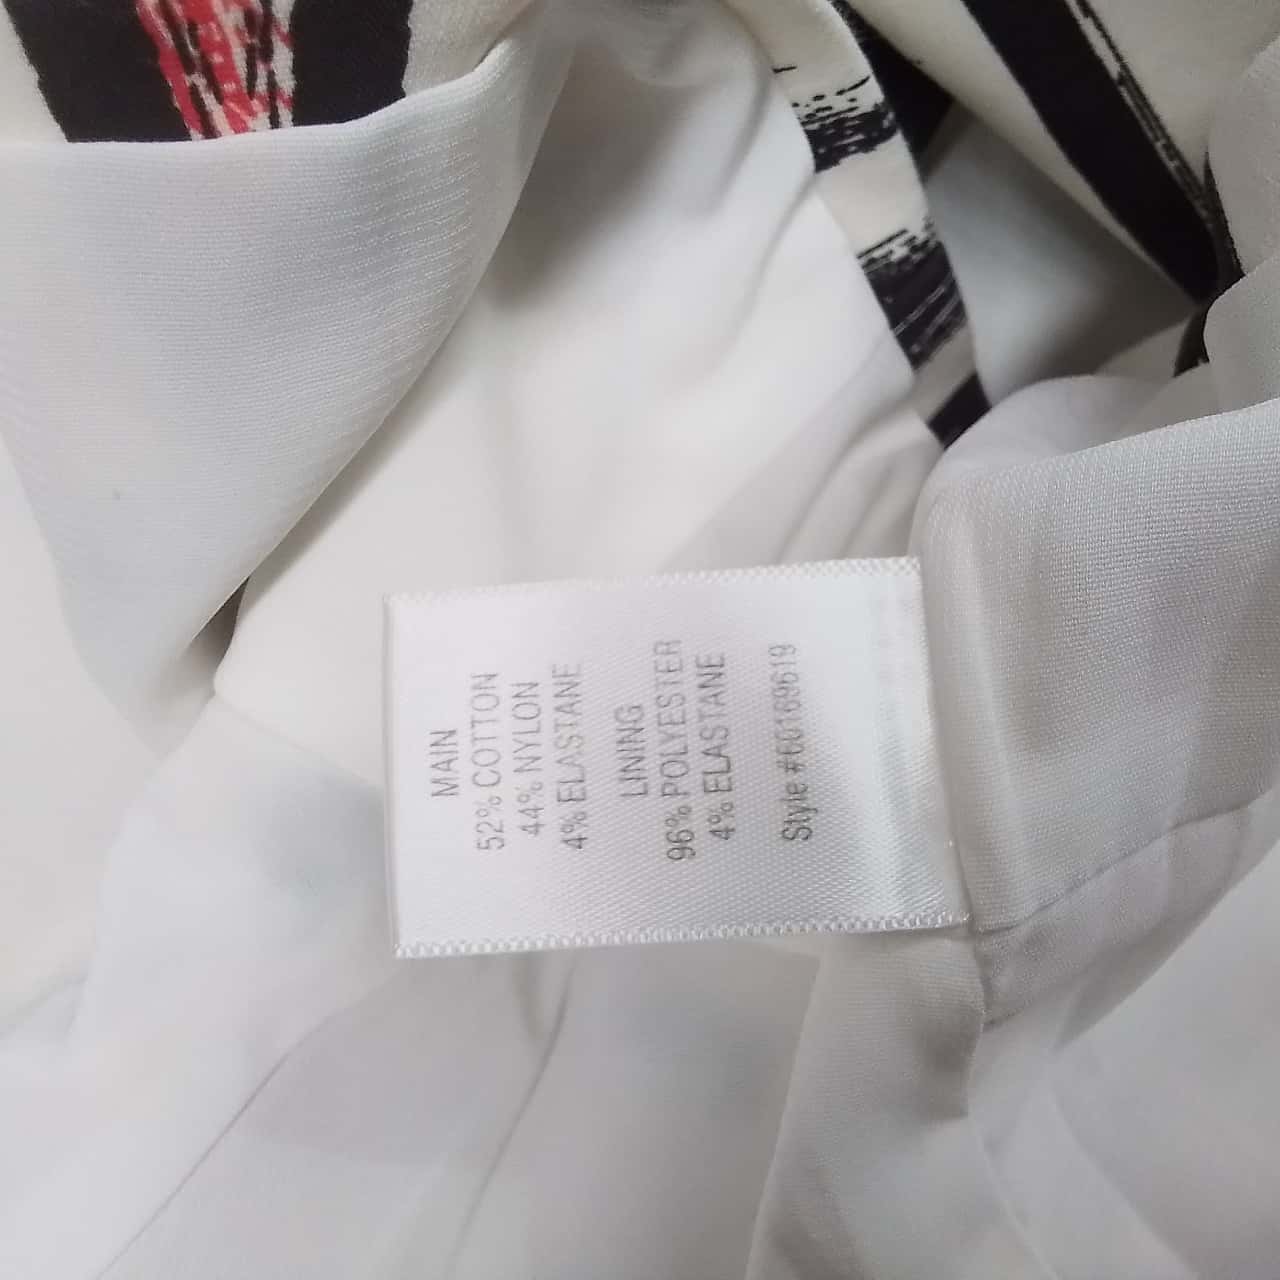 MAIN
52% COTTON
44% NYLON
4% ELASTANE
LINING
96% POLYESTER
4% ELASTANE
Style #60169619